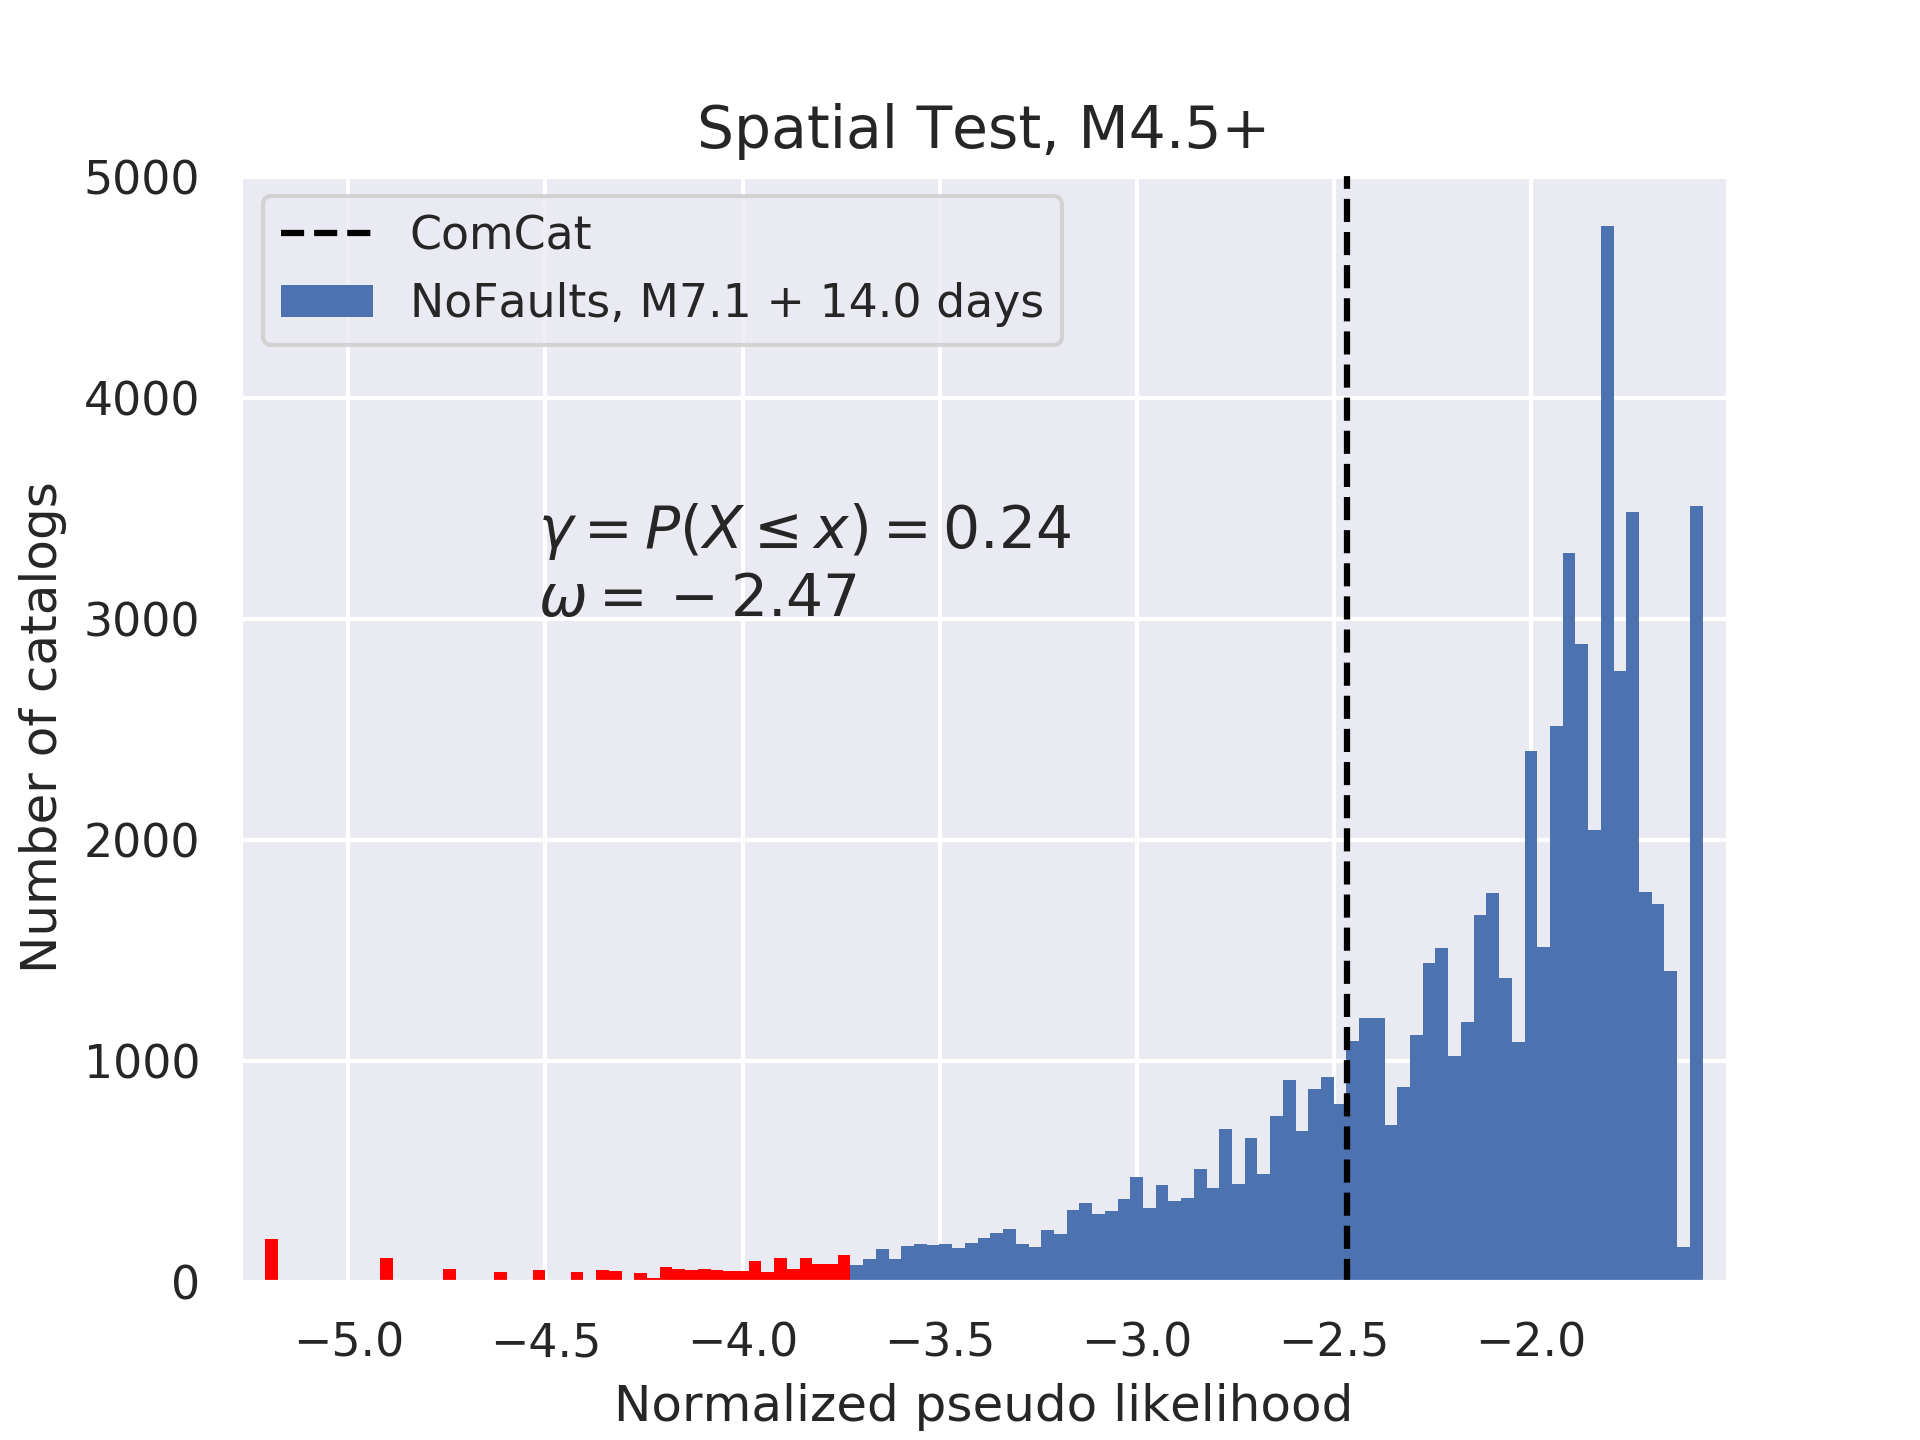 Spatial Test, M4.5+
5000
4000
3000
2000
1000
0
Number of catalogs
ComCat
NoFaults, M7.1 + 14.0 days
γ = P(X ≤ x) = 0.24
ω = −2.47
−5.0 −4.5 −4.0 −3.5 −3.0 −2.5 −2.0
Normalized pseudo likelihood